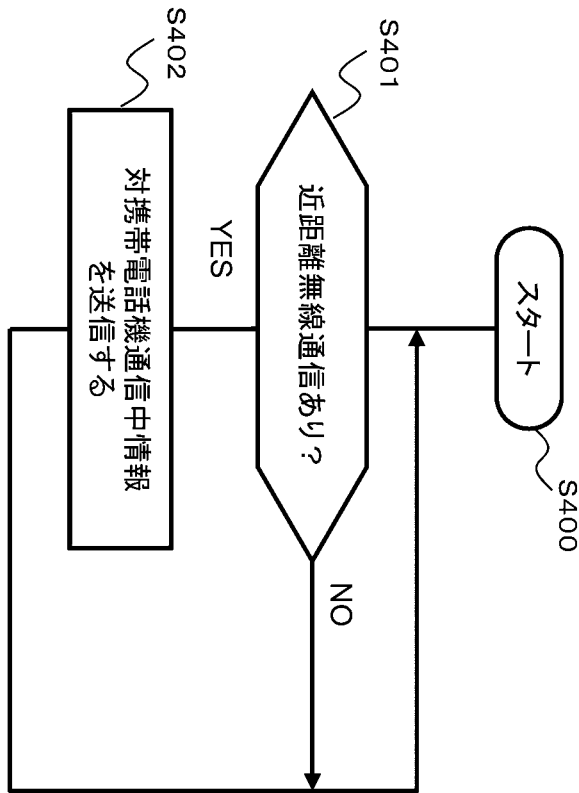 スタート
S400
S401
近距離無線通信あり？
NO
YES
S402
対携帯電話機通信中情報
を送信する